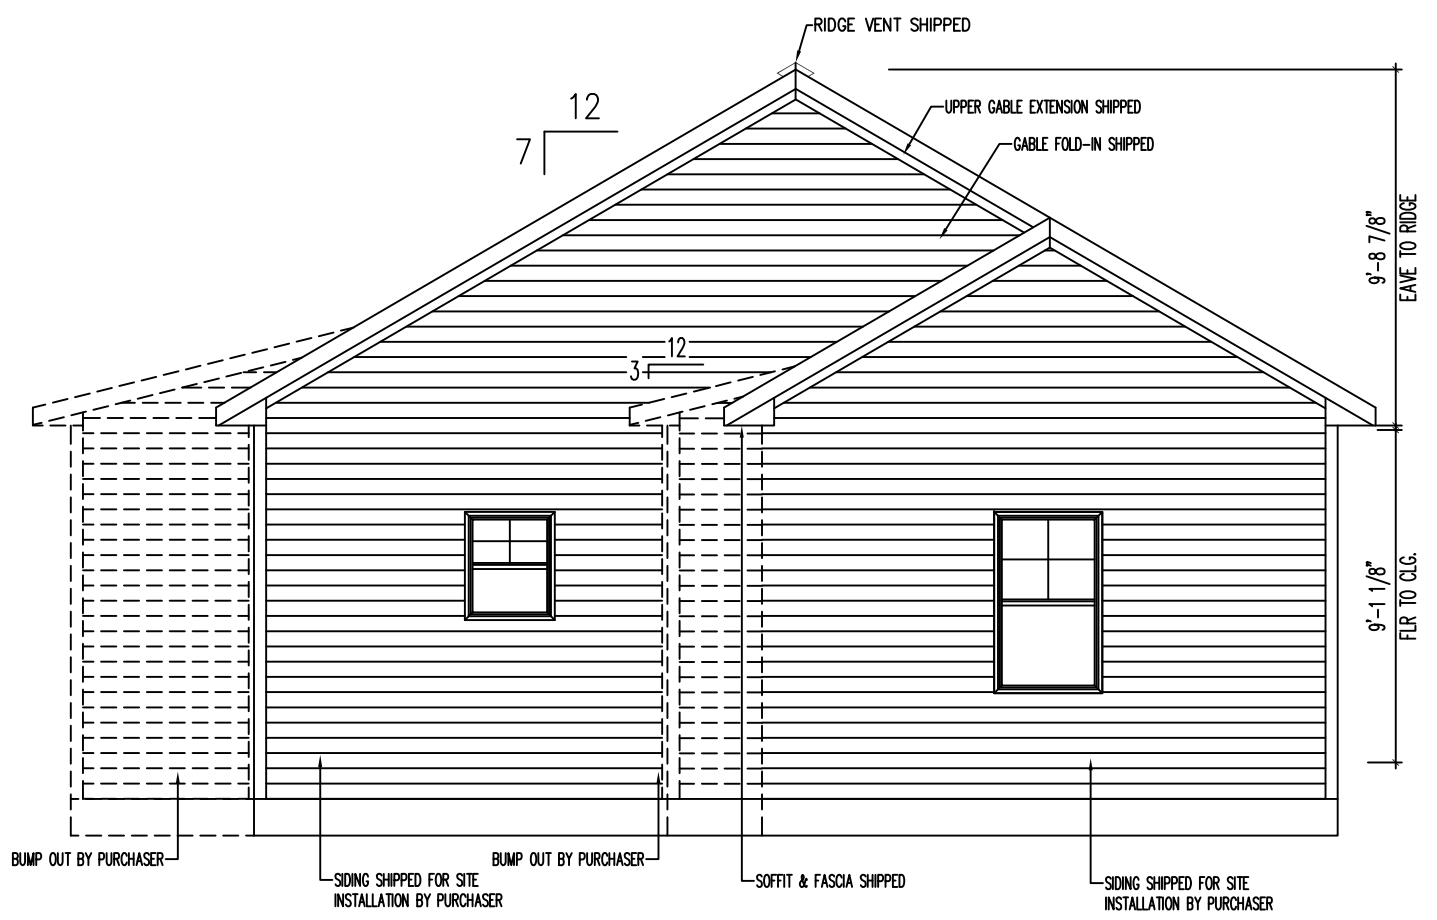 RIDGE VENT SHIPPED
12
7
UPPER GABLE EXTENSION SHIPPED
GABLE FOLD-IN SHIPPED
9'-8 7/8"
EAVE TO RIDGE
12
3
9'-1 1/8"
FLR TO CLG.
BUMP OUT BY PURCHASER
BUMP OUT BY PURCHASER
SIDING SHIPPED FOR SITE
INSTALLATION BY PURCHASER
SOFFIT & FASCIA SHIPPED
SIDING SHIPPED FOR SITE
INSTALLATION BY PURCHASER